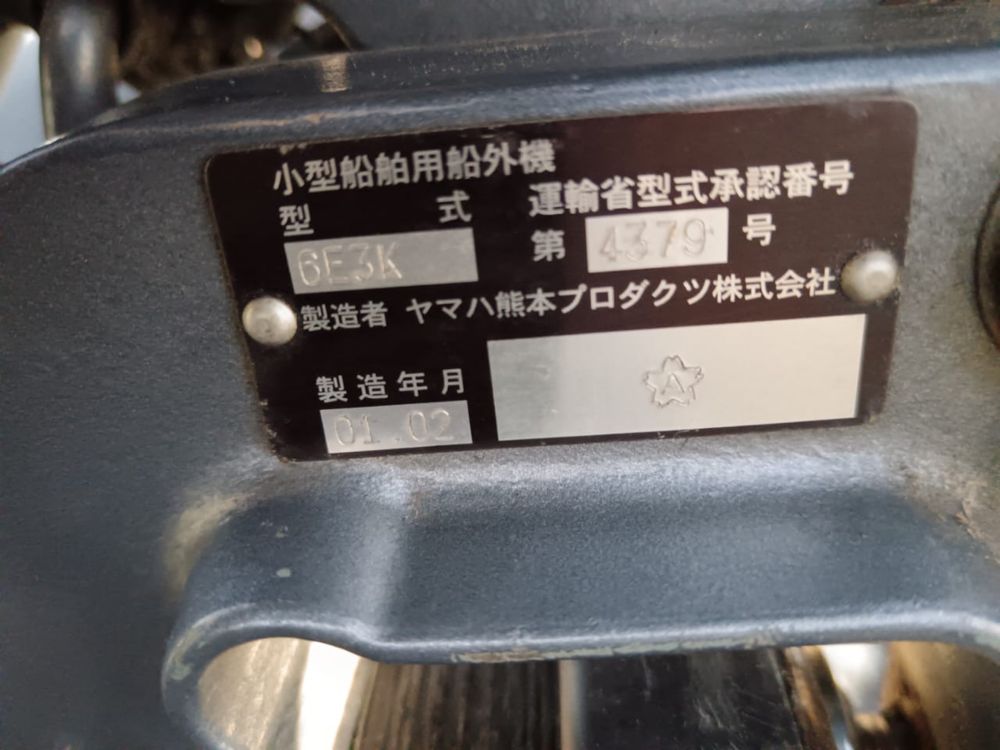 小型船舶用船外機
型 式 運輸省型式承認番号
6E3K 第 4379 号
製造者 ヤマハ熊本プロダクツ株式会社
製造年月
01.02
A